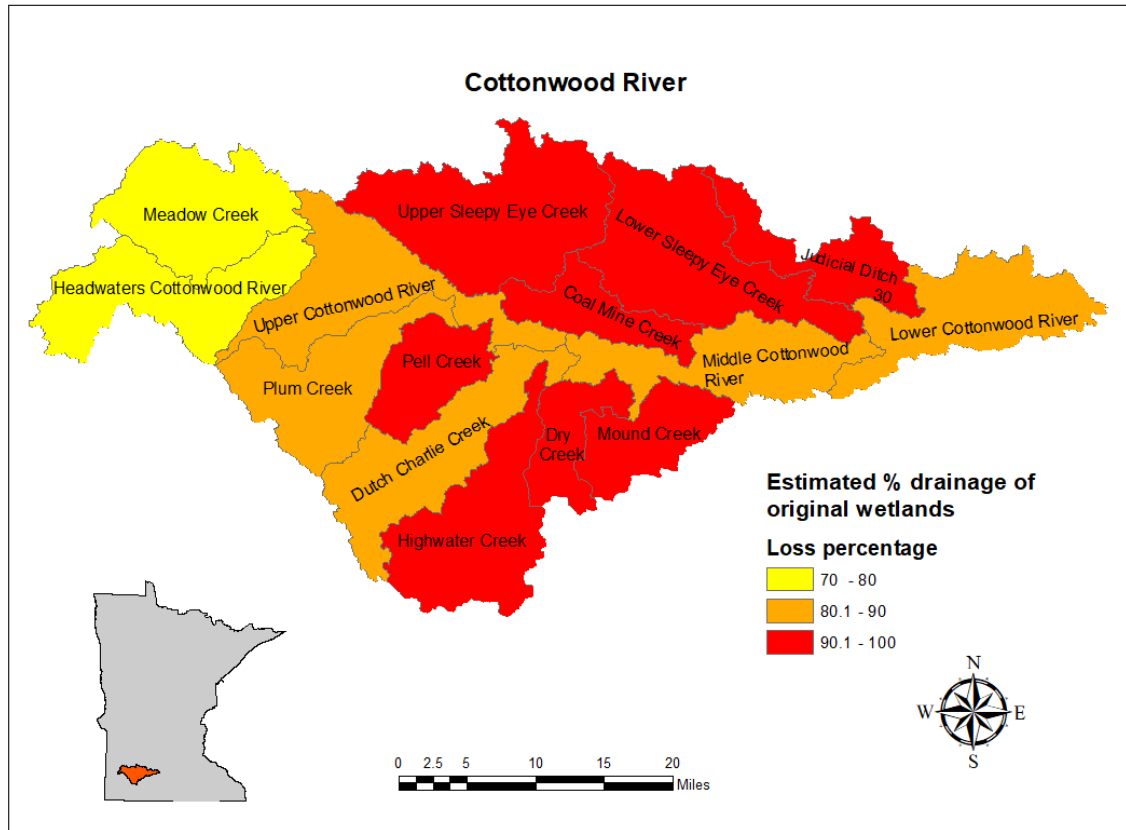 Cottonwood River
Meadow Creek
Upper Sleepy Eye Creek
Lower Sleepy Eye Creek
Judicial Ditch
30
Headwaters Cottonwood River
Upper Cottonwood River
Coal Mine Creek
Lower Cottonwood River
Middle Cottonwood
River
Pell Creek
Plum Creek
Dutch Charlie Creek
Dry
Creek
Mound Creek
Highwater Creek
Estimated % drainage of
original wetlands
Loss percentage
70 - 80
80.1 - 90
90.1 - 100
N
W E
S
0 2.5 5 10 15 20
Miles